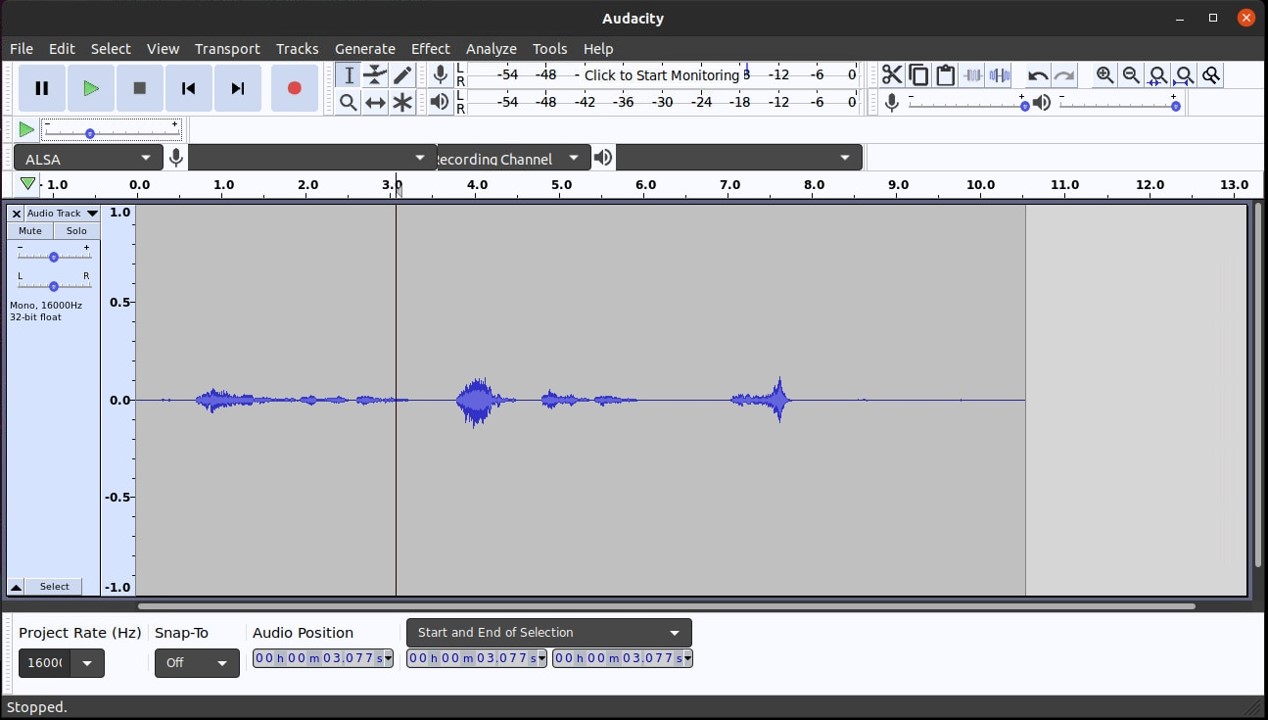 Audacity
File Edit Select View Transport Tracks Generate Effect Analyze Tools Help
L -54 -48 - Click to Start Monitoring -12 -6 0
R
L -54 -48 -42 -36 -30 -24 -18 -12 -6 0
R
- +
ALSA
ecording Channel
1.0 0.0 1.0 2.0 3.0 4.0 5.0 6.0 7.0 8.0 9.0 10.0 11.0 12.0 13.0
Audio Track
Mute Solo
- +
L R
Mono, 16000Hz
32-bit float
Select
1.0
0.5
0.0
-0.5
-1.0
Project Rate (Hz) Snap-To Audio Position Start and End of Selection
1600 Off 00 h 00 m 03.077 s 00 h 00 m 03.077 s 00 h 00 m 03.077 s
Stopped.